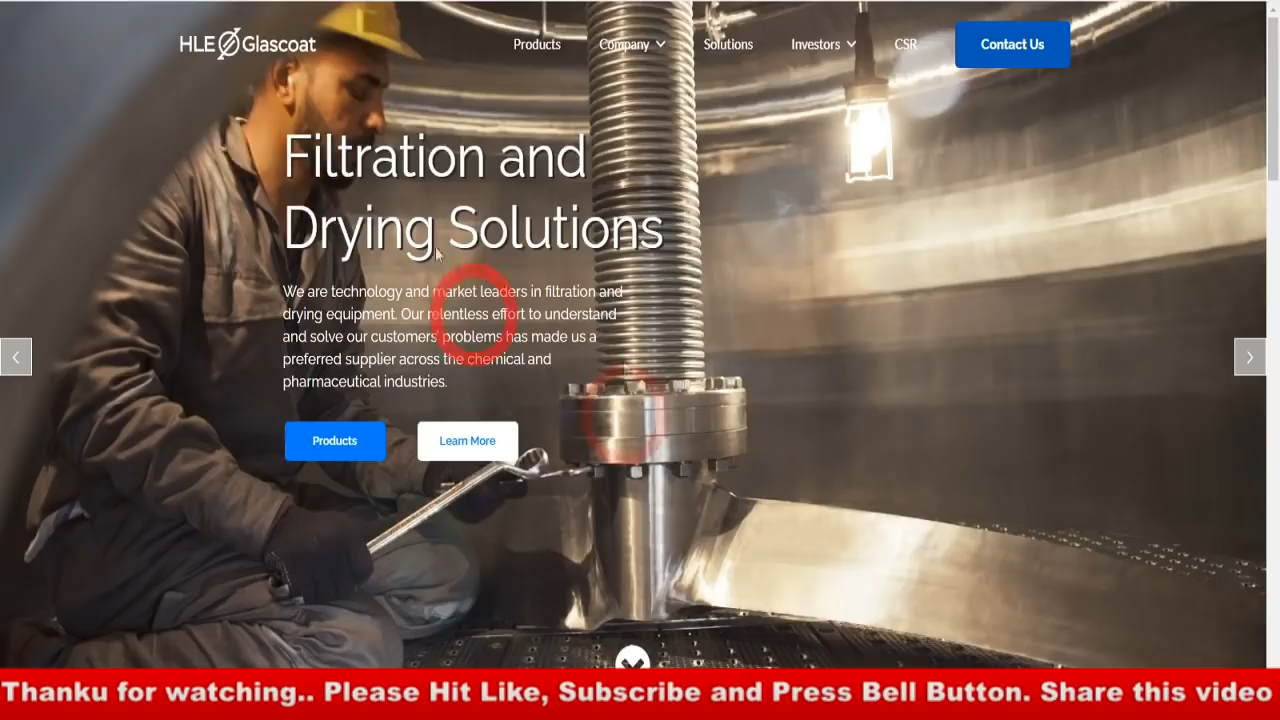 HLE Glascoat
Products
Company
Solutions
Investors
CSR
Contact Us
Filtration and
Drying Solutions
We are technology and market leaders in filtration and
drying equipment. Our relentless effort to understand
and solve our customers' problems has made us a
preferred supplier across the chemical and
pharmaceutical industries.
Products
Learn More
Thanku for watching.. Please Hit Like, Subscribe and Press Bell Button. Share this video